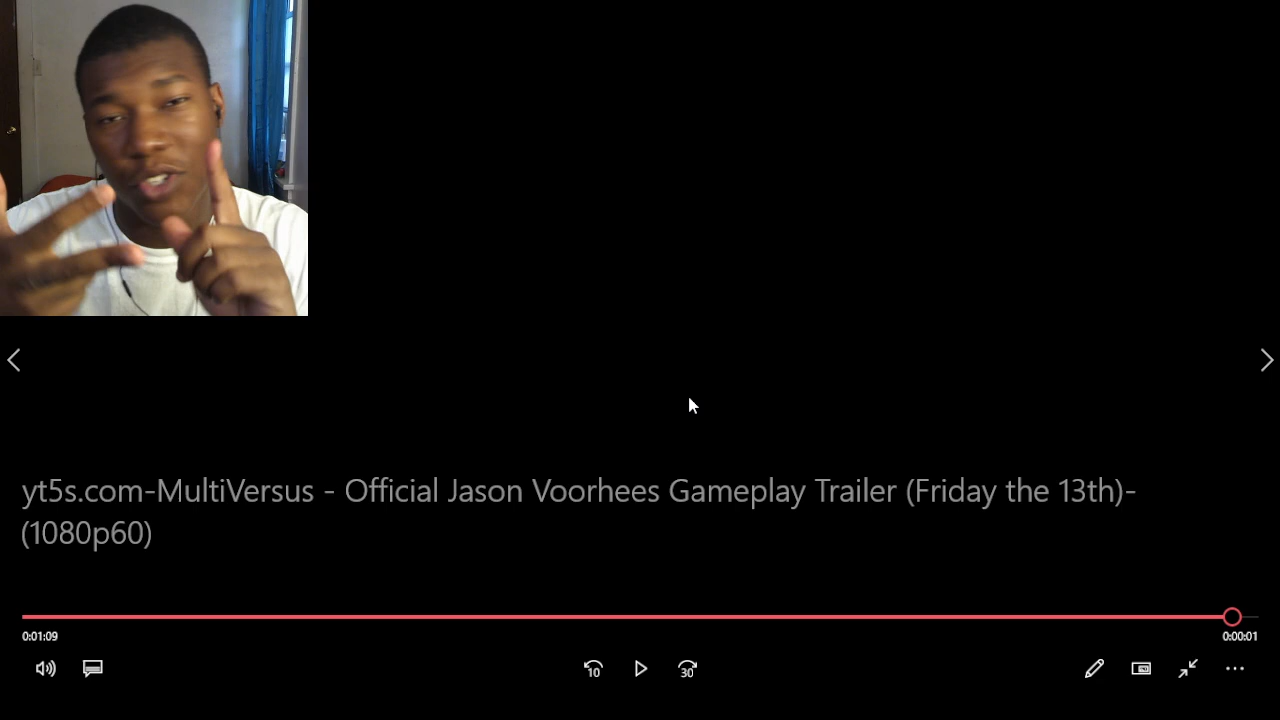 yt5s.com-MultiVersus - Official Jason Voorhees Gameplay Trailer (Friday the 13th)-
(1080p60)
0:01:09
0:00:01
10
30